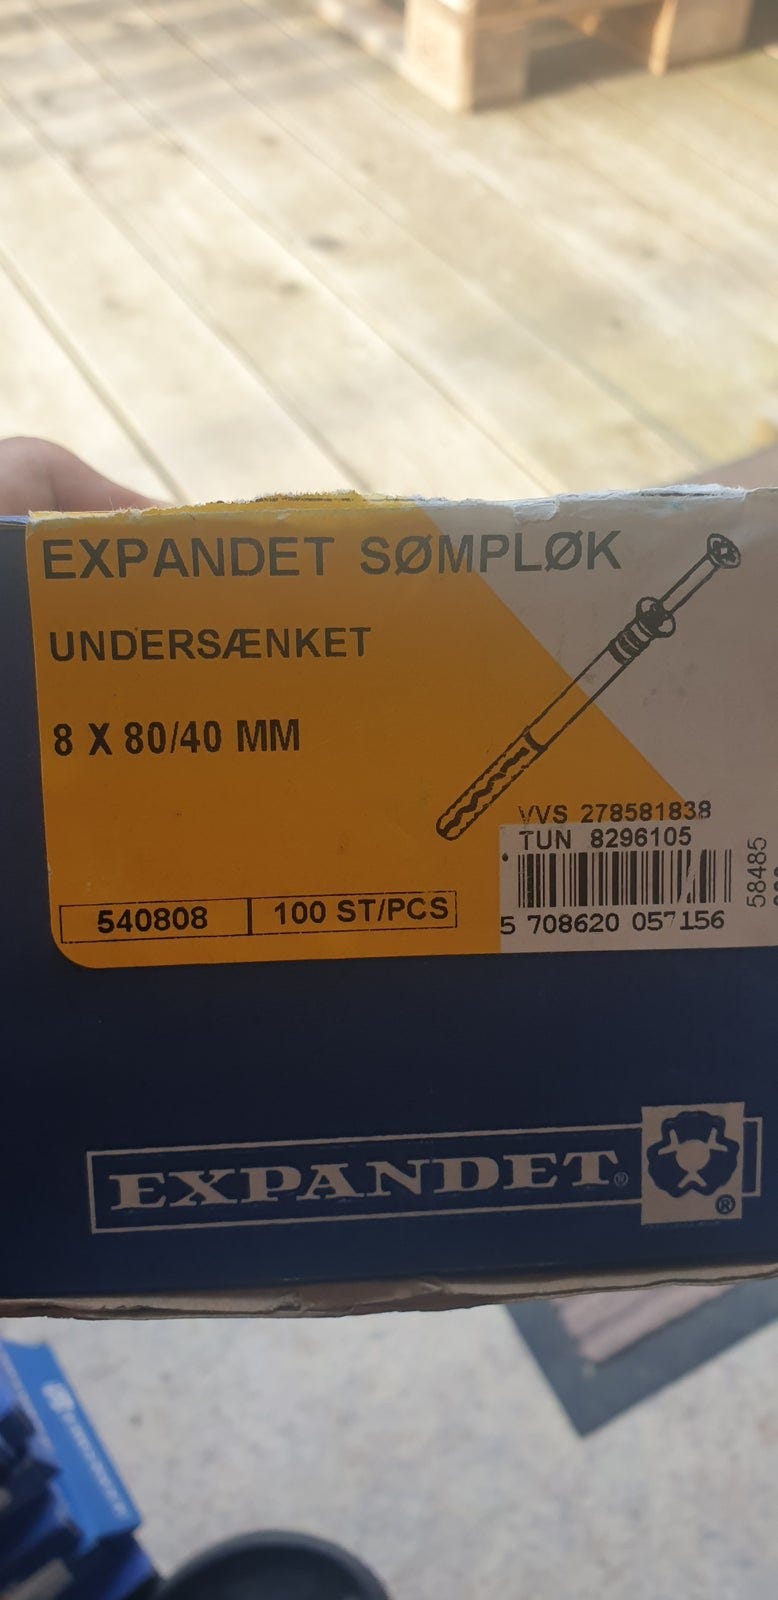 EXPANDET SØMPLØK
UNDERSÆNKET
8 X 80/40 MM
VVS 278581838
TUN 8296105
540808
100 ST/PCS
5 708620 057156
58485
EXPANDET®
®